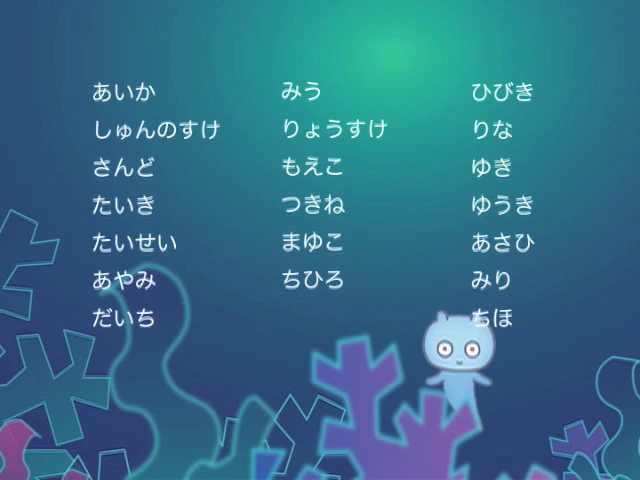 あいか
しゅんのすけ
さんど
たいき
たいせい
あやみ
だいち
みう
りょうすけ
もえこ
つきね
まゆこ
ちひろ
ひびき
りな
ゆき
ゆうき
あさひ
みり
ちほ